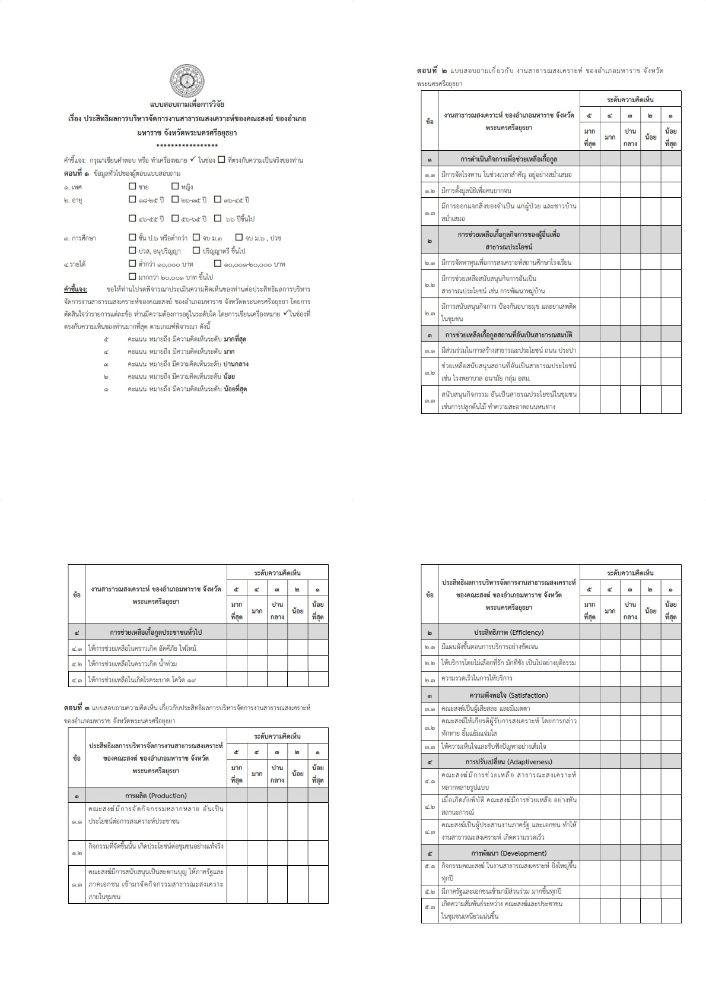 แบบสอบถามเพื่อการวิจัย
เรื่อง ประสิทธิผลการบริหารจัดการงานสาธารณสงเคราะห์ของคณะสงฆ์ ของอำเภอ
มหาราช จังหวัดพระนครศรีอยุธยา
*****************
คำชี้แจง: กรุณาเขียนคำตอบ หรือ ทำเครื่องหมาย ✓ ในช่อง ☐ ที่ตรงกับความเป็นจริงของท่าน
ตอนที่ ๑ ข้อมูลทั่วไปของผู้ตอบแบบสอบถาม
๑. เพศ ☐ ชาย ☐ หญิง
๒. อายุ ☐ ๑๘-๒๕ ปี ☐ ๒๖-๓๕ ปี ☐ ๓๖-๔๕ ปี
☐ ๔๖-๕๕ ปี ☐ ๕๖-๖๕ ปี ☐ ๖๖ ปีขึ้นไป
๓. การศึกษา ☐ ชั้น ป.๖ หรือต่ำกว่า ☐ จบ ม.๓ ☐ จบ ม.๖ , ปวช
☐ ปวส, อนุปริญญา ☐ ปริญญาตรี ขึ้นไป
๔.รายได้ ☐ ต่ำกว่า ๑๐,๐๐๐ บาท ☐ ๑๐,๐๐๑-๒๐,๐๐๐ บาท
☐ มากกว่า ๒๐,๐๐๑ บาท ขึ้นไป
คำชี้แจง: ขอให้ท่านโปรดพิจารณาประเมินความคิดเห็นของท่านต่อประสิทธิผลการบริหาร
จัดการงานสาธารณสงเคราะห์ของคณะสงฆ์ ของอำเภอมหาราช จังหวัดพระนครศรีอยุธยา โดยการ
ตัดสินใจว่ารายการแต่ละข้อ ท่านมีความต้องการอยู่ในระดับใด โดยการเขียนเครื่องหมาย ✓ในช่องที่
ตรงกับความเห็นของท่านมากที่สุด ตามเกณฑ์พิจารณา ดังนี้
๕ คะแนน หมายถึง มีความคิดเห็นระดับ มากที่สุด
๔ คะแนน หมายถึง มีความคิดเห็นระดับ มาก
๓ คะแนน หมายถึง มีความคิดเห็นระดับ ปานกลาง
๒ คะแนน หมายถึง มีความคิดเห็นระดับ น้อย
๑ คะแนน หมายถึง มีความคิดเห็นระดับ น้อยที่สุด
ตอนที่ ๒ แบบสอบถามเกี่ยวกับ งานสาธารณสงเคราะห์ ของอำเภอมหาราช จังหวัด
พระนครศรีอยุธยา
ระดับความคิดเห็น
ข้อ งานสาธารณสงเคราะห์ ของอำเภอมหาราช จังหวัด ๕ ๔ ๓ ๒ ๑
พระนครศรีอยุธยา
มาก มาก ปาน น้อย น้อย
ที่สุด กลาง ที่สุด
๑ การดำเนินกิจการเพื่อช่วยเหลือเกื้อกูล
๑.๑ มีการจัดโรงทาน ในช่วงเวลาสำคัญ อยู่อย่างสม่ำเสมอ
๑.๒ มีการตั้งมูลนิธิเพื่อคนยากจน
๑.๓ มีการออกแจกสิ่งของจำเป็น แก่ผู้ป่วย และชาวบ้าน
สม่ำเสมอ
๒ การช่วยเหลือเกื้อกูลกิจการของผู้อื่นเพื่อ
สาธารณประโยชน์
๒.๑ มีการจัดหาทุนเพื่อการสงเคราะห์สถานศึกษาโรงเรียน
๒.๒ มีการช่วยเหลือสนับสนุนกิจการอันเป็น
สาธารณประโยชน์ เช่น การพัฒนาหมู่บ้าน
๒.๓ มีการสนับสนุนกิจการ ป้องกันอบายมุข และยาเสพติด
ในชุมชน
๓ การช่วยเหลือเกื้อกูลสถานที่อันเป็นสาธารณสมบัติ
๓.๑ มีส่วนร่วมในการสร้างสาธารณะประโยชน์ ถนน ประปา
๓.๒ ช่วยเหลือสนับสนุนสถานที่อันเป็นสาธารณประโยชน์
เช่น โรงพยาบาล อนามัย กลุ่ม อสม.
๓.๓ สนับสนุนกิจกรรม อันเป็นสาธรณประโยชน์ในชุมชน
เช่นการปลูกต้นไม้ ทำความสะอาดถนนหนทาง
ระดับความคิดเห็น
ข้อ งานสาธารณสงเคราะห์ ของอำเภอมหาราช จังหวัด ๕ ๔ ๓ ๒ ๑
พระนครศรีอยุธยา
มาก มาก ปาน น้อย น้อย
ที่สุด กลาง ที่สุด
๔ การช่วยเหลือเกื้อกูลประชาชนทั่วไป
๔.๑ ให้การช่วยเหลือในคราวเกิด อัคคีภัย ไฟไหม้
๔.๒ ให้การช่วยเหลือในคราวเกิด น้ำท่วม
๔.๓ ให้การช่วยเหลือในเกิดโรคระบาด โควิด ๑๙
ตอนที่ ๓ แบบสอบถามความคิดเห็น เกี่ยวกับประสิทธิผลการบริหารจัดการงานสาธารณสงเคราะห์
ของอำเภอมหาราช จังหวัดพระนครศรีอยุธยา
ระดับความคิดเห็น
ข้อ ประสิทธิผลการบริหารจัดการงานสาธารณสงเคราะห์ ๕ ๔ ๓ ๒ ๑
ของคณะสงฆ์ ของอำเภอมหาราช จังหวัด
พระนครศรีอยุธยา
มาก มาก ปาน น้อย น้อย
ที่สุด กลาง ที่สุด
๑ การผลิต (Production)
๑.๑ คณะสงฆ์มีการจัดกิจกรรมหลากหลาย อันเป็น
ประโยชน์ต่อการสงเคราะห์ประชาชน
๑.๒ กิจกรรมที่จัดขึ้นนั้น เกิดประโยชน์ต่อชุมชนอย่างแท้จริง
๑.๓ คณะสงฆ์มีการสนับสนุนเป็นสะพานบุญ ให้ภาครัฐและ
ภาคเอกชน เข้ามาจัดกิจกรรมสาธารณะสงเคราะ
ภายในชุมชน
ระดับความคิดเห็น
ข้อ ประสิทธิผลการบริหารจัดการงานสาธารณสงเคราะห์ ๕ ๔ ๓ ๒ ๑
ของคณะสงฆ์ ของอำเภอมหาราช จังหวัด
พระนครศรีอยุธยา
มาก มาก ปาน น้อย น้อย
ที่สุด กลาง ที่สุด
๒ ประสิทธิภาพ (Efficiency)
๒.๑ มีแผนผังขั้นตอนการบริการอย่างชัดเจน
๒.๒ ให้บริการโดยไม่เลือกที่รัก มักที่ชัง เป็นไปอย่างยุติธรรม
๒.๓ ความรวดเร็วในการให้บริการ
๓ ความพึงพอใจ (Satisfaction)
๓.๑ คณะสงฆ์เป็นผู้เสียสละ และมีเมตตา
๓.๒ คณะสงฆ์ให้เกียรติผู้รับการสงเคราะห์ โดยการกล่าว
ทักทาย ยิ้มแย้มแจ่มใส
๓.๓ ให้ความเห็นใจและรับฟังปัญหาอย่างเต็มใจ
๔ การปรับเปลี่ยน (Adaptiveness)
๔.๑ คณะสงฆ์มีการช่วยเหลือ สาธารณะสงเคราะห์
หลากหลายรูปแบบ
๔.๒ เมื่อเกิดภัยพิบัติ คณะสงฆ์มีการช่วยเหลือ อย่างทัน
สถานะการณ์
๔.๓ คณะสงฆ์เป็นผู้ประสานงานภาครัฐ และเอกชน ทำให้
งานสาธารณะสงเคราะห์ เกิดความรวดเร็ว
๕ การพัฒนา (Development)
๕.๑ กิจกรรมคณะสงฆ์ ในงานสาธารณะสงเคราะห์ ยิ่งใหญ่ขึ้น
ทุกปี
๕.๒ มีภาครัฐและเอกชนเข้ามามีส่วนร่วม มากขึ้นทุกปี
๕.๓ เกิดความสัมพันธ์ระหว่าง คณะสงฆ์และประชาชน
ในชุมชนเหนียวแน่นขึ้น